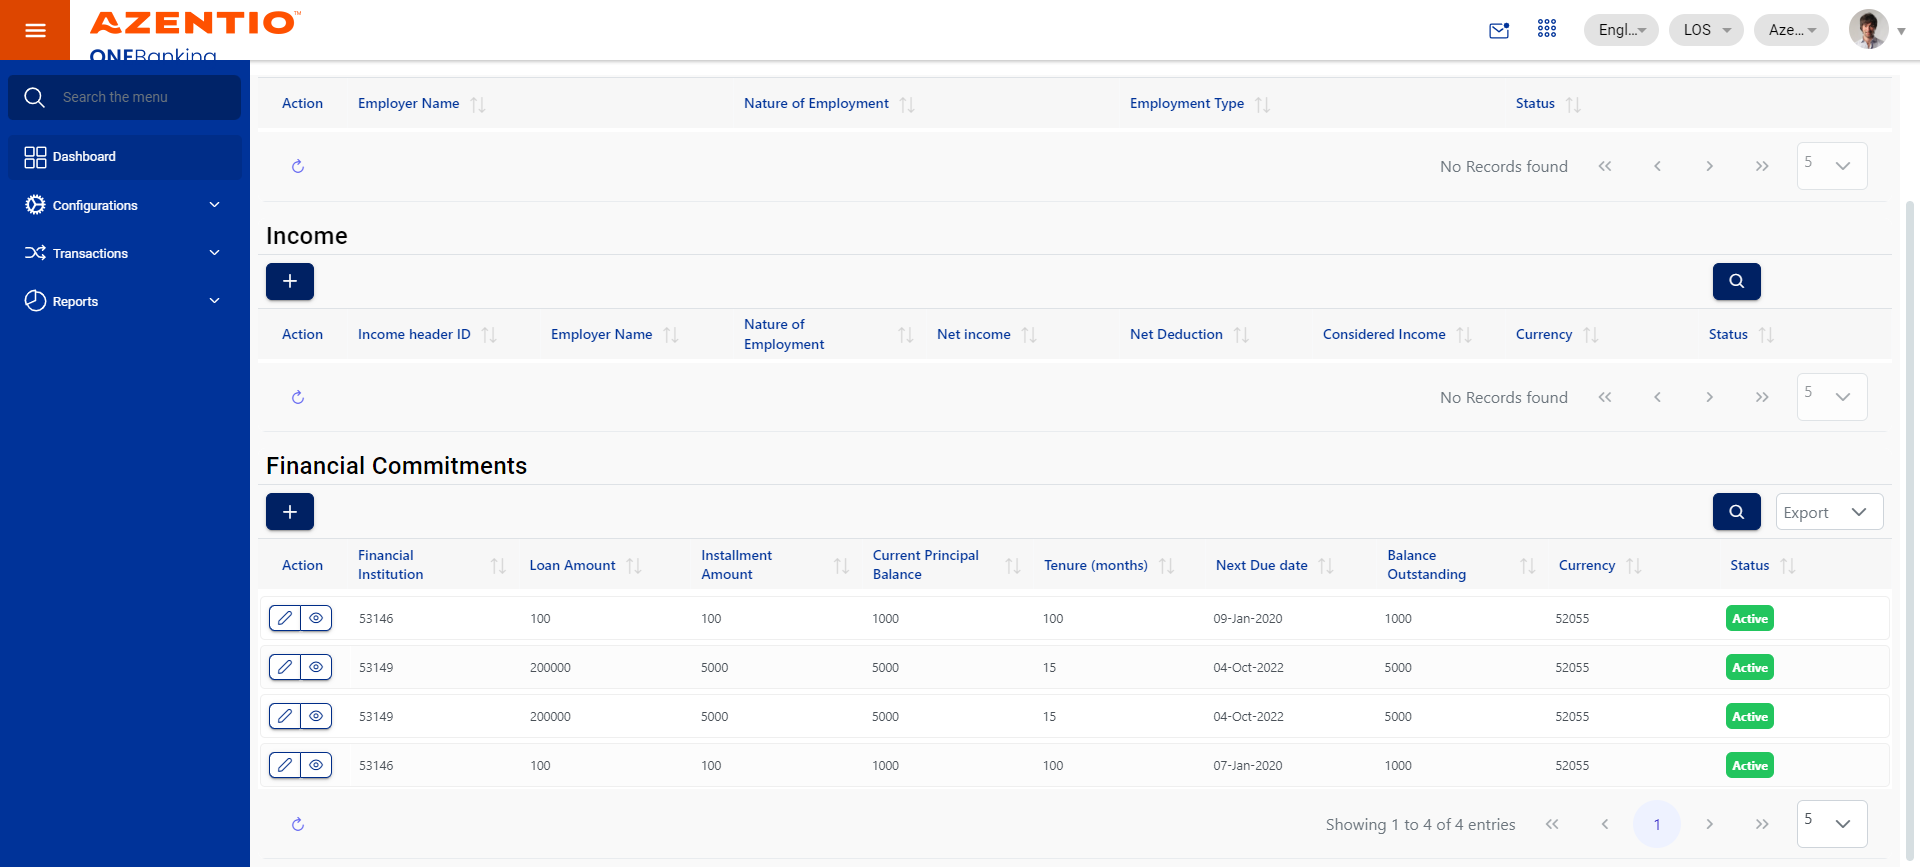 AZENTIO™
ONEBanking
Engl...
LOS
Aze...
Search the menu
Dashboard
Configurations
Transactions
Reports
Action Employer Name Nature of Employment Employment Type Status
No Records found 5
Income
Action Income header ID Employer Name Nature of Employment Net income Net Deduction Considered Income Currency Status
No Records found 5
Financial Commitments
Export
Action Financial Institution Loan Amount Installment Amount Current Principal Balance Tenure (months) Next Due date Balance Outstanding Currency Status
53146 100 100 1000 100 09-Jan-2020 1000 52055 Active
53149 200000 5000 5000 15 04-Oct-2022 5000 52055 Active
53149 200000 5000 5000 15 04-Oct-2022 5000 52055 Active
53146 100 100 1000 100 07-Jan-2020 1000 52055 Active
Showing 1 to 4 of 4 entries 1 5